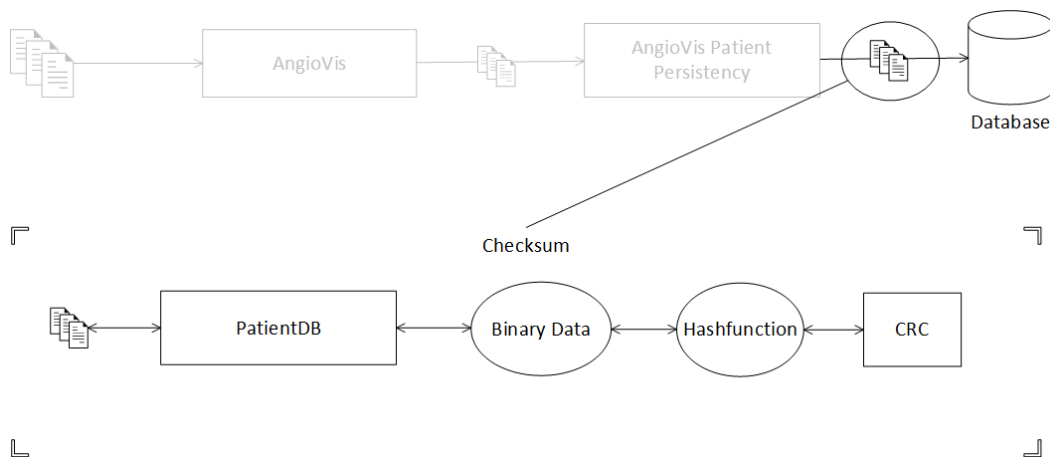 AngioVis
AngioVis Patient
Persistency
Database
Checksum
PatientDB
Binary Data
Hashfunction
CRC